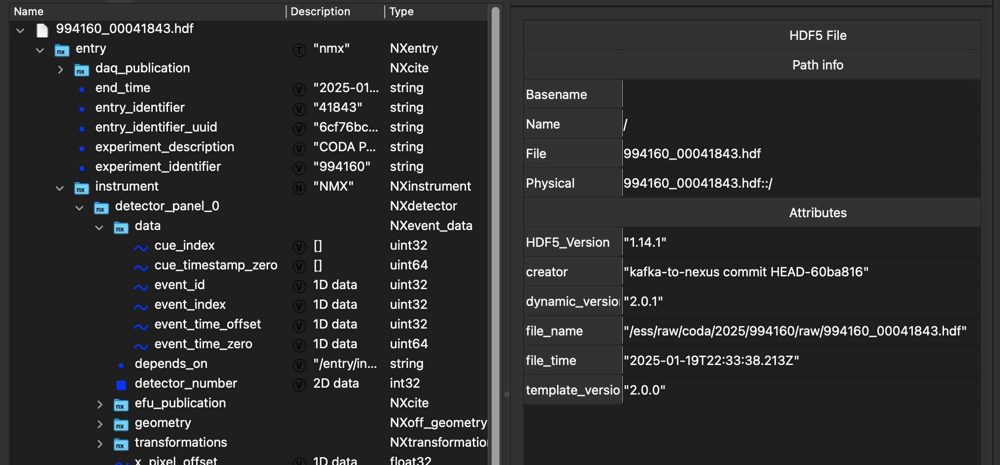 Name Description Type
994160_00041843.hdf
entry "nmx" NXentry
daq_publication NXcite
end_time "2025-01... string
entry_identifier "41843" string
entry_identifier_uuid "6cf76bc... string
experiment_description "CODA P... string
experiment_identifier "994160" string
instrument "NMX" NXinstrument
detector_panel_0 NXdetector
data NXevent_data
cue_index [] uint32
cue_timestamp_zero [] uint64
event_id 1D data uint32
event_index 1D data uint32
event_time_offset 1D data uint32
event_time_zero 1D data uint64
depends_on "/entry/in... string
detector_number 2D data int32
efu_publication NXcite
geometry NXoff_geometry
transformations NXtransformatio
x_pixel_offset 1D data float32
HDF5 File
Path info
Basename
Name /
File 994160_00041843.hdf
Physical 994160_00041843.hdf::/
Attributes
HDF5_Version "1.14.1"
creator "kafka-to-nexus commit HEAD-60ba816"
dynamic_version "2.0.1"
file_name "/ess/raw/coda/2025/994160/raw/994160_00041843.hdf"
file_time "2025-01-19T22:33:38.213Z"
template_versio "2.0.0"